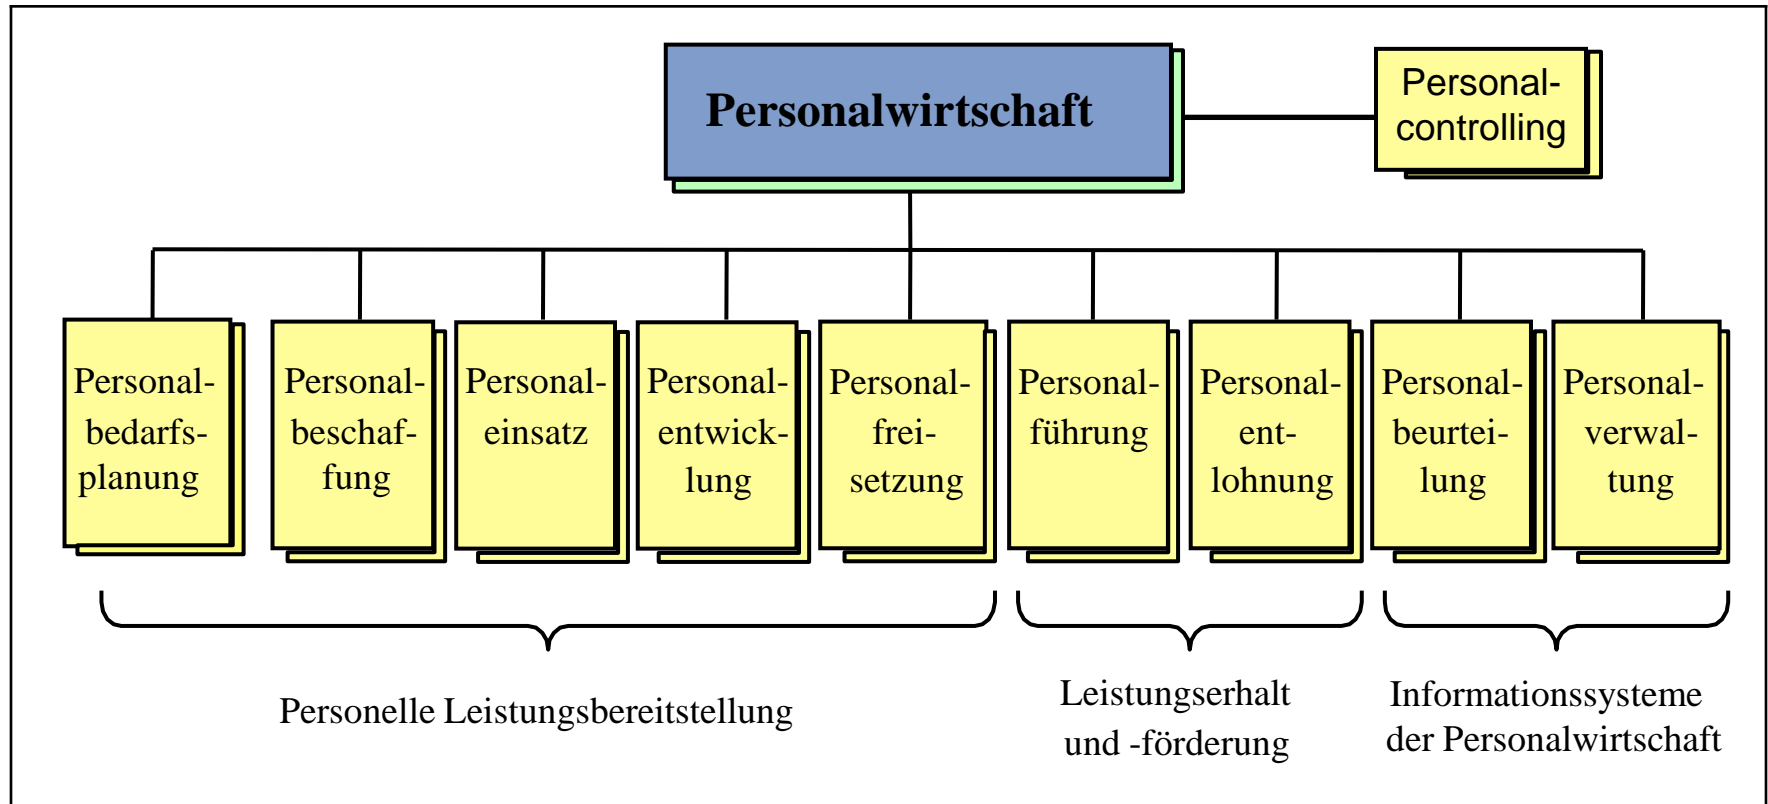 Personalwirtschaft
Personal-
controlling
Personal-
bedarfs-
planung
Personal-
beschaf-
fung
Personal-
einsatz
Personal-
entwick-
lung
Personal-
frei-
setzung
Personal-
führung
Personal-
ent-
lohnung
Personal-
beurtei-
lung
Personal-
verwal-
tung
Personelle Leistungsbereitstellung
Leistungserhalt
und -förderung
Informationssysteme
der Personalwirtschaft